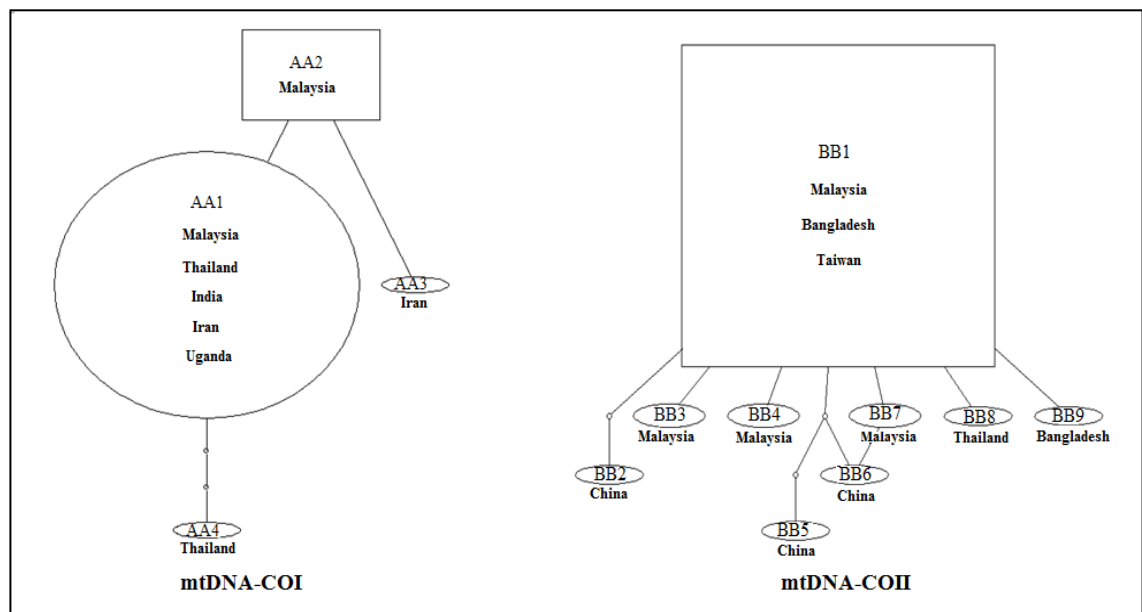 AA2
Malaysia
AA1
Malaysia
Thailand
India
Iran
Uganda
AA3
Iran
AA4
Thailand
mtDNA-COI
BB1
Malaysia
Bangladesh
Taiwan
BB3
Malaysia
BB4
Malaysia
BB7
Malaysia
BB8
Thailand
BB9
Bangladesh
BB2
China
BB6
China
BB5
China
mtDNA-COII